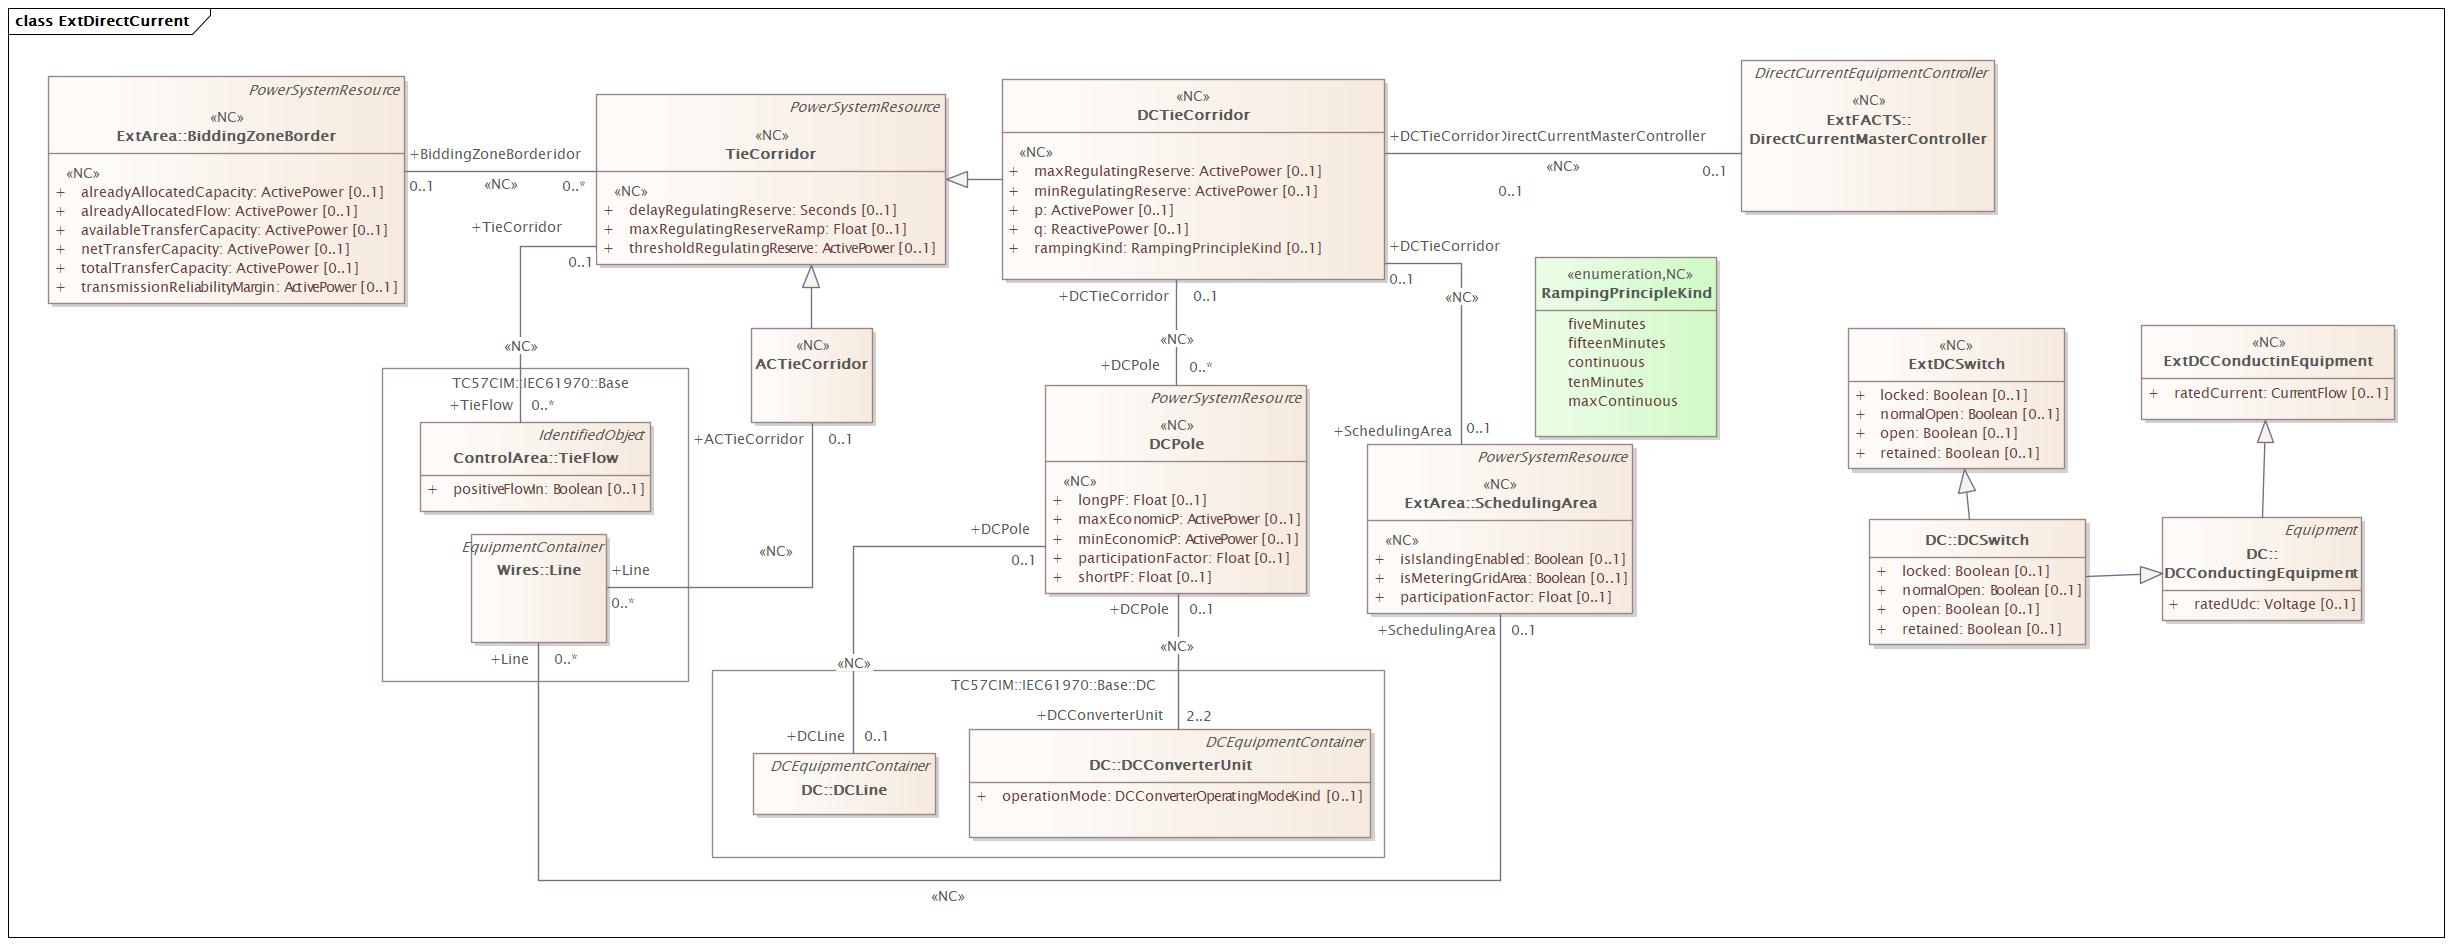 class ExtDirectCurrent
PowerSystemResource
«NC»
ExtArea::BiddingZoneBorder
«NC»
+ alreadyAllocatedCapacity: ActivePower [0..1]
+ alreadyAllocatedFlow: ActivePower [0..1]
+ availableTransferCapacity: ActivePower [0..1]
+ netTransferCapacity: ActivePower [0..1]
+ totalTransferCapacity: ActivePower [0..1]
+ transmissionReliabilityMargin: ActivePower [0..1]
+BiddingZoneBorderidor
0..1
«NC»
0..*
PowerSystemResource
«NC»
TieCorridor
«NC»
+ delayRegulatingReserve: Seconds [0..1]
+ maxRegulatingReserveRamp: Float [0..1]
+ thresholdRegulatingReserve: ActivePower [0..1]
+TieCorridor
0..1
«NC»
«NC»
DCTieCorridor
«NC»
+ maxRegulatingReserve: ActivePower [0..1]
+ minRegulatingReserve: ActivePower [0..1]
+ p: ActivePower [0..1]
+ q: ReactivePower [0..1]
+ rampingKind: RampingPrincipleKind [0..1]
+DCTieCorridor
DirectCurrentMasterController
«NC»
0..1
0..1
DirectCurrentEquipmentController
«NC»
ExtFACTS::
DirectCurrentMasterController
+DCTieCorridor
0..1
«NC»
+SchedulingArea
0..1
«enumeration,NC»
RampingPrincipleKind
fiveMinutes
fifteenMinutes
continuous
tenMinutes
maxContinuous
+DCTieCorridor
0..1
«NC»
+DCPole
0..*
«NC»
ACTieCorridor
+ACTieCorridor
0..1
«NC»
TC57CIM::IEC61970::Base
+TieFlow
0..*
IdentifiedObject
ControlArea::TieFlow
+ positiveFlowIn: Boolean [0..1]
EquipmentContainer
Wires::Line
+Line
0..*
+Line
0..*
PowerSystemResource
«NC»
DCPole
«NC»
+ longPF: Float [0..1]
+ maxEconomicP: ActivePower [0..1]
+ minEconomicP: ActivePower [0..1]
+ participationFactor: Float [0..1]
+ shortPF: Float [0..1]
+DCPole
0..1
+DCPole
0..1
«NC»
«NC»
PowerSystemResource
«NC»
ExtArea::SchedulingArea
«NC»
+ isIslandingEnabled: Boolean [0..1]
+ isMeteringGridArea: Boolean [0..1]
+ participationFactor: Float [0..1]
+SchedulingArea
0..1
«NC»
ExtDCSwitch
+ locked: Boolean [0..1]
+ normalOpen: Boolean [0..1]
+ open: Boolean [0..1]
+ retained: Boolean [0..1]
«NC»
ExtDCConductinEquipment
+ ratedCurrent: CurrentFlow [0..1]
DC::DCSwitch
+ locked: Boolean [0..1]
+ normalOpen: Boolean [0..1]
+ open: Boolean [0..1]
+ retained: Boolean [0..1]
Equipment
DC::
DCConductingEquipment
+ ratedUdc: Voltage [0..1]
TC57CIM::IEC61970::Base::DC
+DCLine
0..1
+DCConverterUnit
2..2
DCEquipmentContainer
DC::DCLine
DCEquipmentContainer
DC::DCConverterUnit
+ operationMode: DCConverterOperatingModeKind [0..1]
«NC»